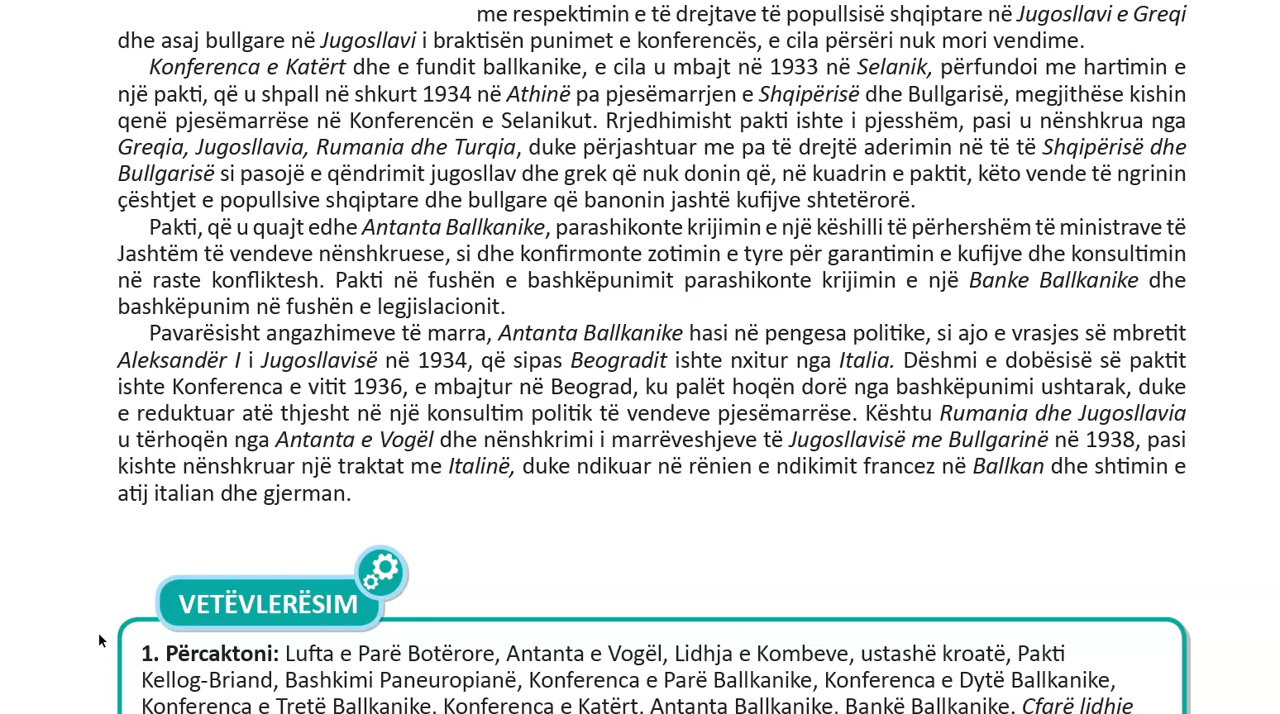 me respektimin e të drejtave të popullsisë shqiptare në Jugosllavi e Greqi
dhe asaj bullgare në Jugosllavi i braktisën punimet e konferencës, e cila përsëri nuk mori vendime.
Konferenca e Katërt dhe e fundit ballkanike, e cila u mbajt në 1933 në Selanik, përfundoi me hartimin e
një pakti, që u shpall në shkurt 1934 në Athinë pa pjesëmarrjen e Shqipërisë dhe Bullgarisë, megjithëse kishin
qenë pjesëmarrëse në Konferencën e Selanikut. Rrjedhimisht pakti ishte i pjesshëm, pasi u nënshkrua nga
Greqia, Jugosllavia, Rumania dhe Turqia, duke përjashtuar me pa të drejtë aderimin në të të Shqipërisë dhe
Bullgarisë si pasojë e qëndrimit jugosllav dhe grek që nuk donin që, në kuadrin e paktit, këto vende të ngrinin
çështjet e popullsive shqiptare dhe bullgare që banonin jashtë kufijve shtetërorë.
Pakti, që u quajt edhe Antanta Ballkanike, parashikonte krijimin e një këshilli të përhershëm të ministrave të
Jashtëm të vendeve nënshkruese, si dhe konfirmonte zotimin e tyre për garantimin e kufijve dhe konsultimin
në raste konfliktesh. Pakti në fushën e bashkëpunimit parashikonte krijimin e një Banke Ballkanike dhe
bashkëpunim në fushën e legjislacionit.
Pavarësisht angazhimeve të marra, Antanta Ballkanike hasi në pengesa politike, si ajo e vrasjes së mbretit
Aleksandër I i Jugosllavisë në 1934, që sipas Beogradit ishte nxitur nga Italia. Dëshmi e dobësisë së paktit
ishte Konferenca e vitit 1936, e mbajtur në Beograd, ku palët hoqën dorë nga bashkëpunimi ushtarak, duke
e reduktuar atë thjesht në një konsultim politik të vendeve pjesëmarrëse. Kështu Rumania dhe Jugosllavia
u tërhoqën nga Antanta e Vogël dhe nënshkrimi i marrëveshjeve të Jugosllavisë me Bullgarinë në 1938, pasi
kishte nënshkruar një traktat me Italinë, duke ndikuar në rënien e ndikimit francez në Ballkan dhe shtimin e
atij italian dhe gjerman.
VETËVLERËSIM
1. Përcaktoni: Lufta e Parë Botërore, Antanta e Vogël, Lidhja e Kombeve, ustashë kroatë, Pakti
Kellog-Briand, Bashkimi Paneuropianë, Konferenca e Parë Ballkanike, Konferenca e Dytë Ballkanike,
Konferenca e Tretë Ballkanike, Konferenca e Katërt, Antanta Ballkanike, Bankë Ballkanike. Çfarë lidhje